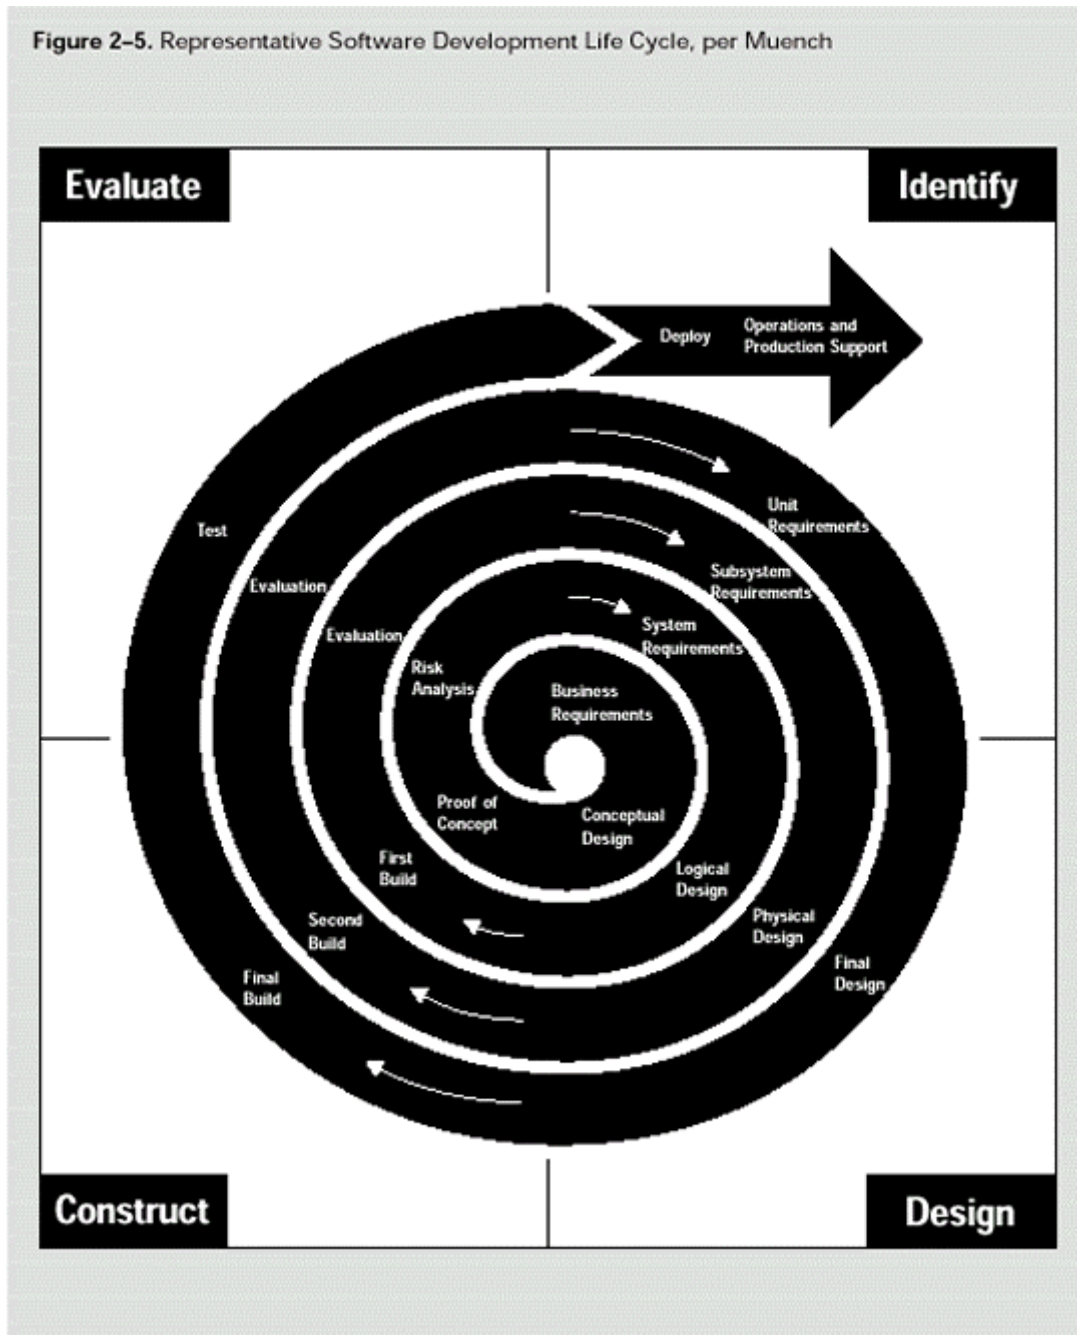 Figure 2–5. Representative Software Development Life Cycle, per Muench
Evaluate
Identify
Deploy
Operations and
Production Support
Unit
Requirements
Test
Subsystem
Requirements
Evaluation
System
Requirements
Evaluation
Risk
Analysis
Business
Requirements
Proof of
Concept
Conceptual
Design
First
Build
Logical
Design
Second
Build
Physical
Design
Final
Build
Final
Design
Construct
Design